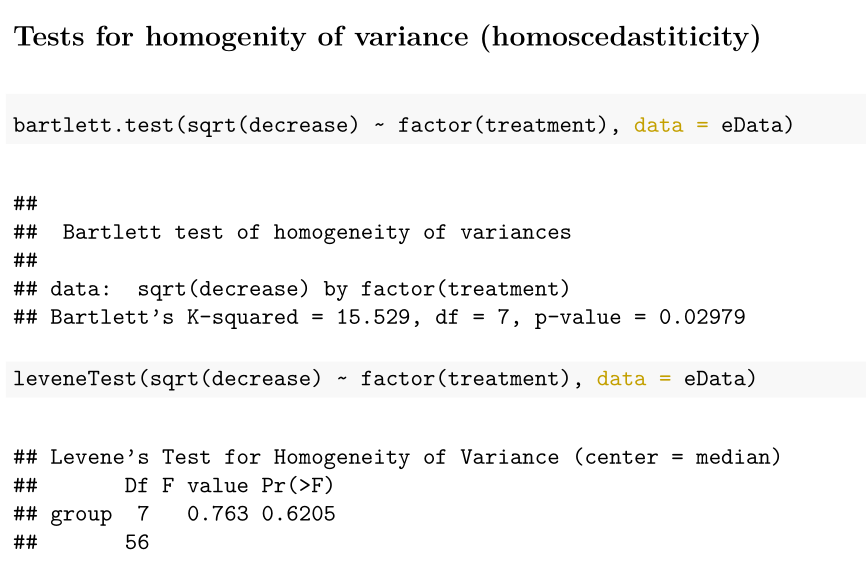 Tests for homogenity of variance (homoscedastiticity)
bartlett.test(sqrt(decrease) ~ factor(treatment), data = eData)
##
##  Bartlett test of homogeneity of variances
##
## data:  sqrt(decrease) by factor(treatment)
## Bartlett's K-squared = 15.529, df = 7, p-value = 0.02979
leveneTest(sqrt(decrease) ~ factor(treatment), data = eData)
## Levene's Test for Homogeneity of Variance (center = median)
##       Df F value Pr(>F)
## group  7   0.763 0.6205
##       56